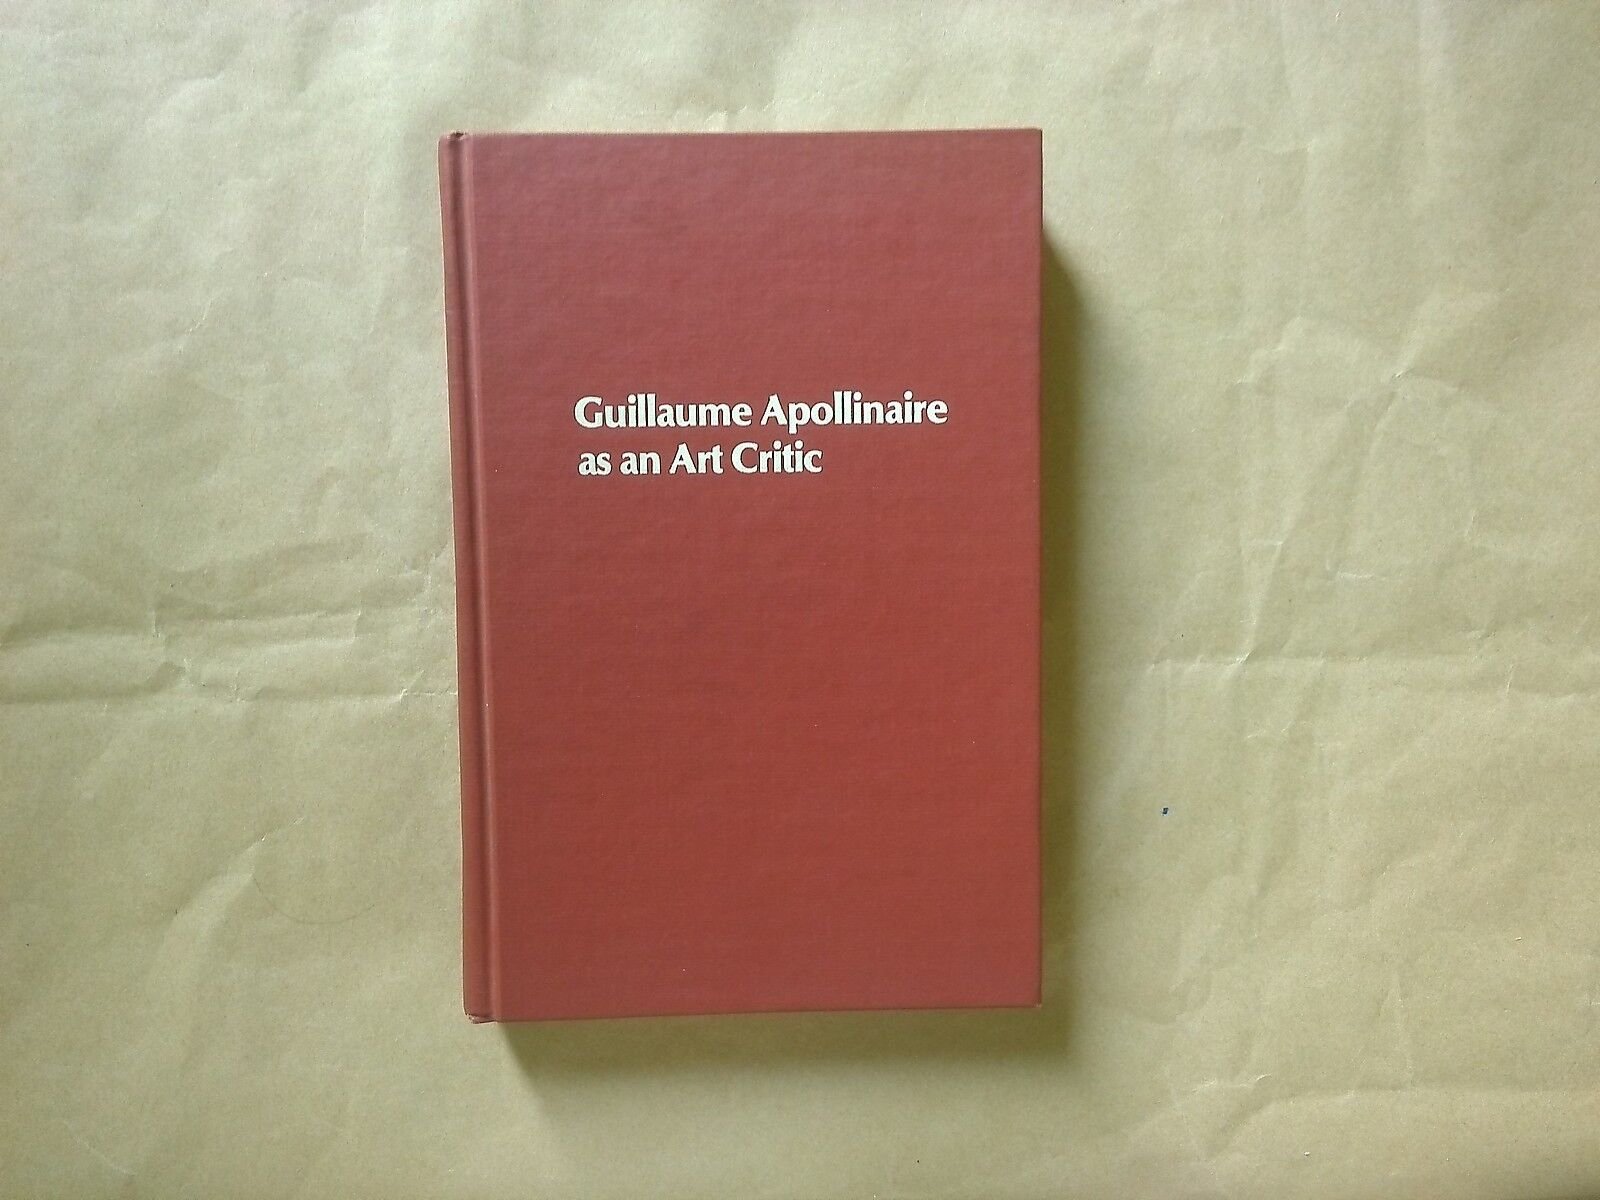 Guillaume Apollinaire
as an Art Critic